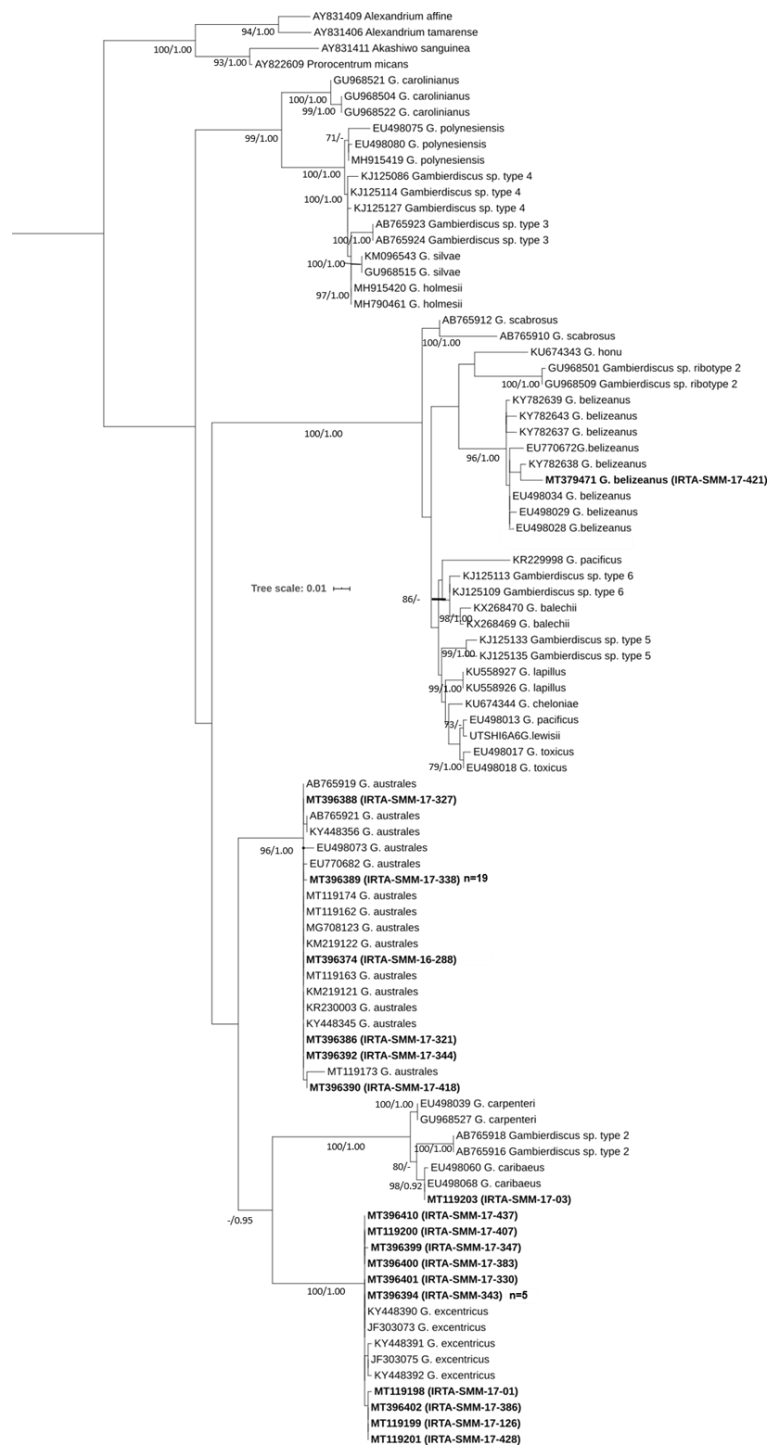 AY831409 Alexandrium affine
94/1.00
AY831406 Alexandrium tamarense
100/1.00
AY831411 Akashiwo sanguinea
93/1.00
AY822609 Prorocentrum micans
GU968521 G. carolinianus
100/1.00
GU968504 G. carolinianus
99/1.00
GU968522 G. carolinianus
EU498075 G. polynesiensis
99/1.00
71/-
EU498080 G. polynesiensis
MH915419 G. polynesiensis
100/1.00
KJ125086 Gambierdiscus sp. type 4
KJ125114 Gambierdiscus sp. type 4
100/1.00
KJ125127 Gambierdiscus sp. type 4
AB765923 Gambierdiscus sp. type 3
100/1.00
AB765924 Gambierdiscus sp. type 3
KM096543 G. silvae
100/1.00
GU968515 G. silvae
MH915420 G. holmesii
97/1.00
MH790461 G. holmesii
AB765912 G. scabrosus
AB765910 G. scabrosus
100/1.00
KU674343 G. honu
GU968501 Gambierdiscus sp. ribotype 2
100/1.00
GU968509 Gambierdiscus sp. ribotype 2
KY782639 G. belizeanus
KY782643 G. belizeanus
100/1.00
KY782637 G. belizeanus
EU770672G.belizeanus
96/1.00
KY782638 G. belizeanus
MT379471 G. belizeanus (IRTA-SMM-17-421)
EU498034 G. belizeanus
EU498029 G. belizeanus
EU498028 G.belizeanus
KR229998 G. pacificus
KJ125113 Gambierdiscus sp. type 6
Tree scale: 0.01
KJ125109 Gambierdiscus sp. type 6
86/-
KX268470 G. balechii
98/1.00
KX268469 G. balechii
KJ125133 Gambierdiscus sp. type 5
99/1.00
KJ125135 Gambierdiscus sp. type 5
KU558927 G. lapillus
99/1.00
KU558926 G. lapillus
KU674344 G. cheloniae
EU498013 G. pacificus
73/-
UTSHI6A6G.lewisii
EU498017 G. toxicus
79/1.00
EU498018 G. toxicus
AB765919 G. australes
MT396388 (IRTA-SMM-17-327)
AB765921 G. australes
KY448356 G. australes
96/1.00
EU498073 G. australes
EU770682 G. australes
MT396389 (IRTA-SMM-17-338) n=19
MT119174 G. australes
MT119162 G. australes
MG708123 G. australes
KM219122 G. australes
MT396374 (IRTA-SMM-16-288)
MT119163 G. australes
KM219121 G. australes
KR230003 G. australes
KY448345 G. australes
MT396386 (IRTA-SMM-17-321)
MT396392 (IRTA-SMM-17-344)
MT119173 G. australes
MT396390 (IRTA-SMM-17-418)
100/1.00
EU498039 G. carpenteri
GU968527 G. carpenteri
AB765918 Gambierdiscus sp. type 2
100/1.00
100/1.00
AB765916 Gambierdiscus sp. type 2
80/-
EU498060 G. caribaeus
98/0.92
EU498068 G. caribaeus
MT119203 (IRTA-SMM-17-03)
-/0.95
MT396410 (IRTA-SMM-17-437)
MT119200 (IRTA-SMM-17-407)
MT396399 (IRTA-SMM-17-347)
MT396400 (IRTA-SMM-17-383)
MT396401 (IRTA-SMM-17-330)
100/1.00
MT396394 (IRTA-SMM-343) n=5
KY448390 G. excentricus
JF303073 G. excentricus
KY448391 G. excentricus
JF303075 G. excentricus
KY448392 G. excentricus
MT119198 (IRTA-SMM-17-01)
MT396402 (IRTA-SMM-17-386)
MT119199 (IRTA-SMM-17-126)
MT119201 (IRTA-SMM-17-428)